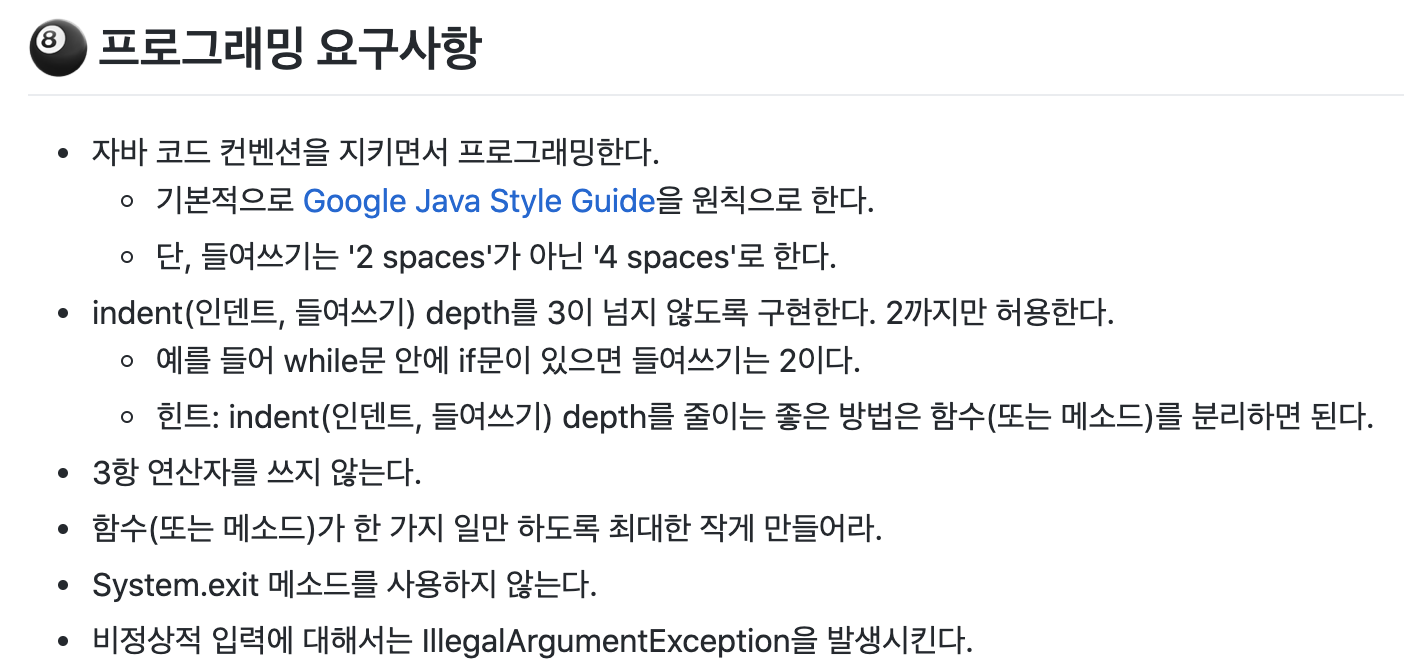 8 프로그래밍 요구사항
자바 코드 컨벤션을 지키면서 프로그래밍한다.
기본적으로 Google Java Style Guide을 원칙으로 한다.
단, 들여쓰기는 '2 spaces'가 아닌 '4 spaces'로 한다.
indent(인덴트, 들여쓰기) depth를 3이 넘지 않도록 구현한다. 2까지만 허용한다.
예를 들어 while문 안에 if문이 있으면 들여쓰기는 2이다.
힌트: indent(인덴트, 들여쓰기) depth를 줄이는 좋은 방법은 함수(또는 메소드)를 분리하면 된다.
3항 연산자를 쓰지 않는다.
함수(또는 메소드)가 한 가지 일만 하도록 최대한 작게 만들어라.
System.exit 메소드를 사용하지 않는다.
비정상적 입력에 대해서는 IllegalArgumentException을 발생시킨다.